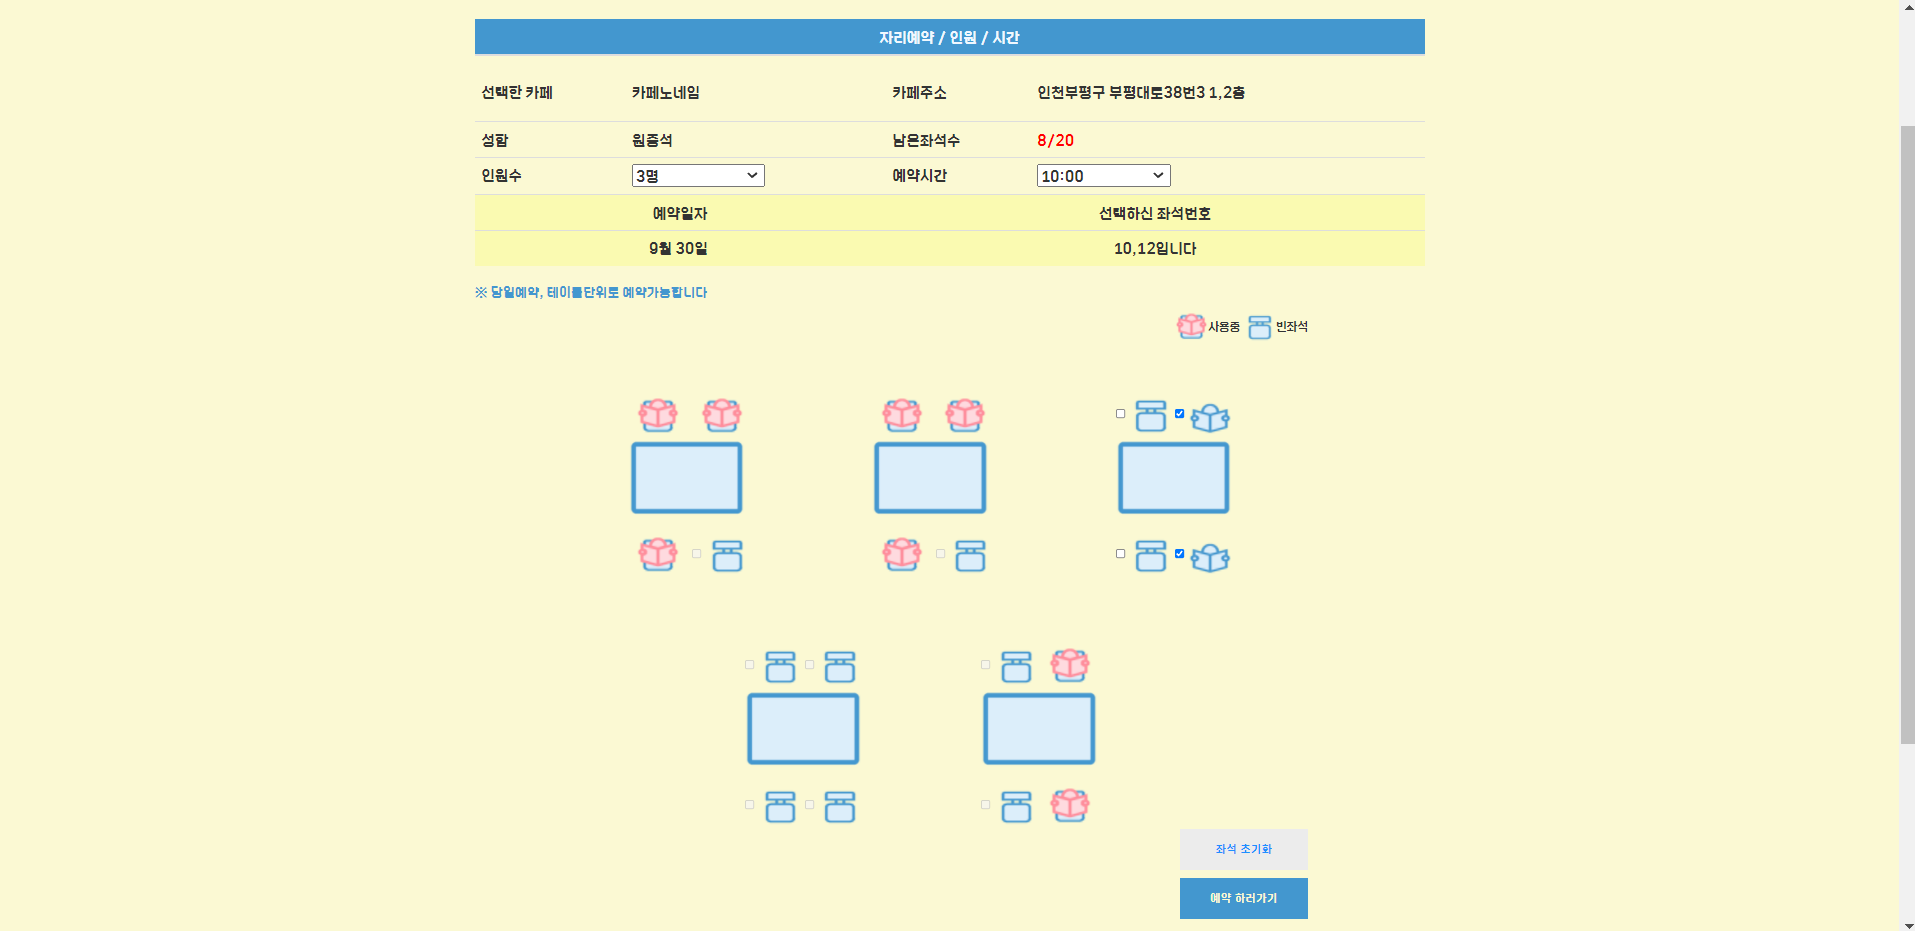 자리예약 / 인원 / 시간
선택한 카페 카페노네임 카페주소 인천부평구 부평대로38번3 1,2층
성함 원종석 남은좌석수 8/20
인원수 3명 예약시간 10:00
예약일자 선택하신 좌석번호
9월 30일 10,12입니다
※ 당일예약, 테이블단위로 예약가능합니다
사용중 빈좌석
좌석 초기화
예약 하러가기